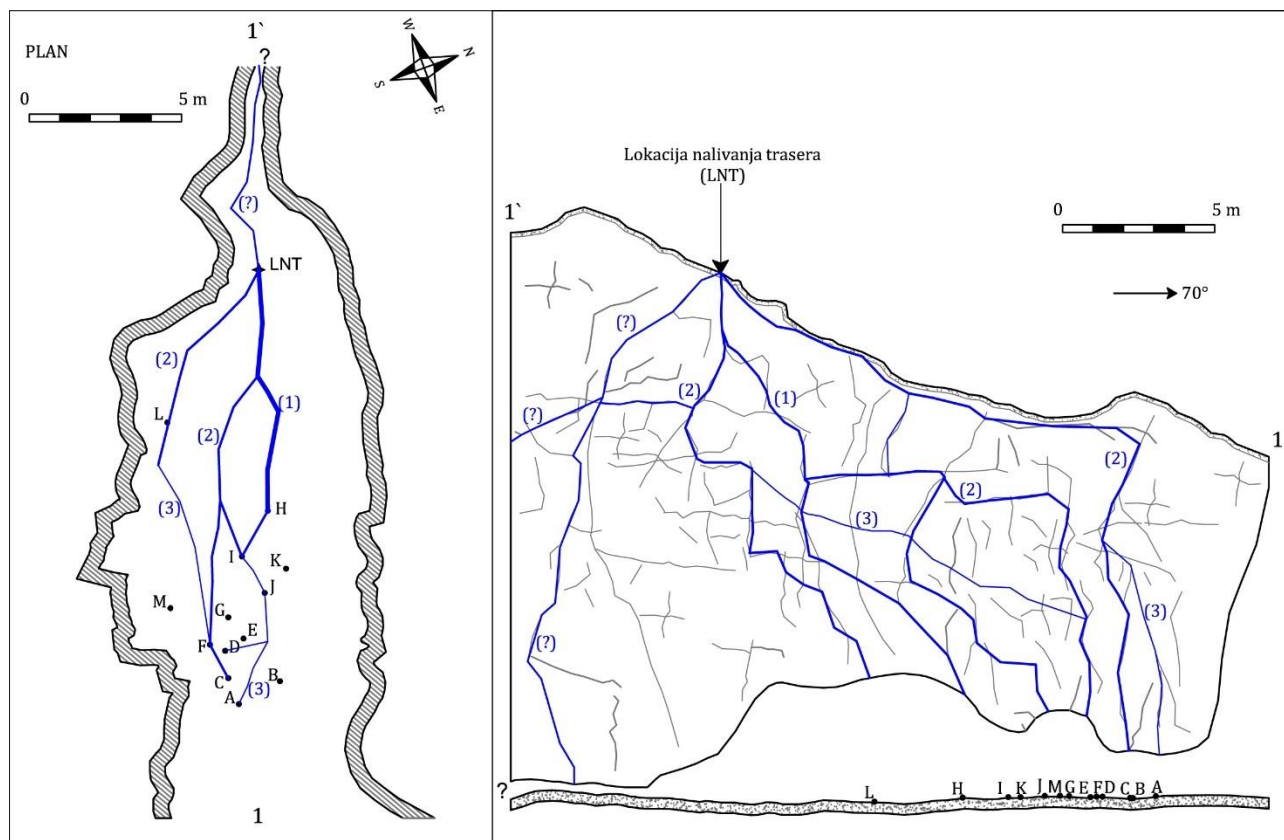 PLAN
1`
?
W
N
S
E
0
5 m
(?)
LNT
(2)
(1)
L
(2)
(3)
H
I
K
J
M
G
E
F
D
C
B
A
(3)
1
Lokacija nalivanja trasera
(LNT)
1`
0
5 m
70°
(?)
(2)
(1)
(?)
1
(2)
(2)
(3)
(3)
(?)
?
L
H
I
K
J
M
G
E
F
D
C
B
A